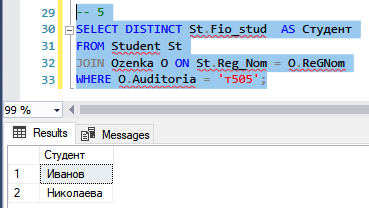 29 -- 5
30 SELECT DISTINCT St.Fio_stud AS Студент
31 FROM Student St
32 JOIN Ozenka O ON St.Reg_Nom = O.ReGNom
33 WHERE O.Auditoria = 'т505';
99 %
Results Messages
Студент
1 Иванов
2 Николаева